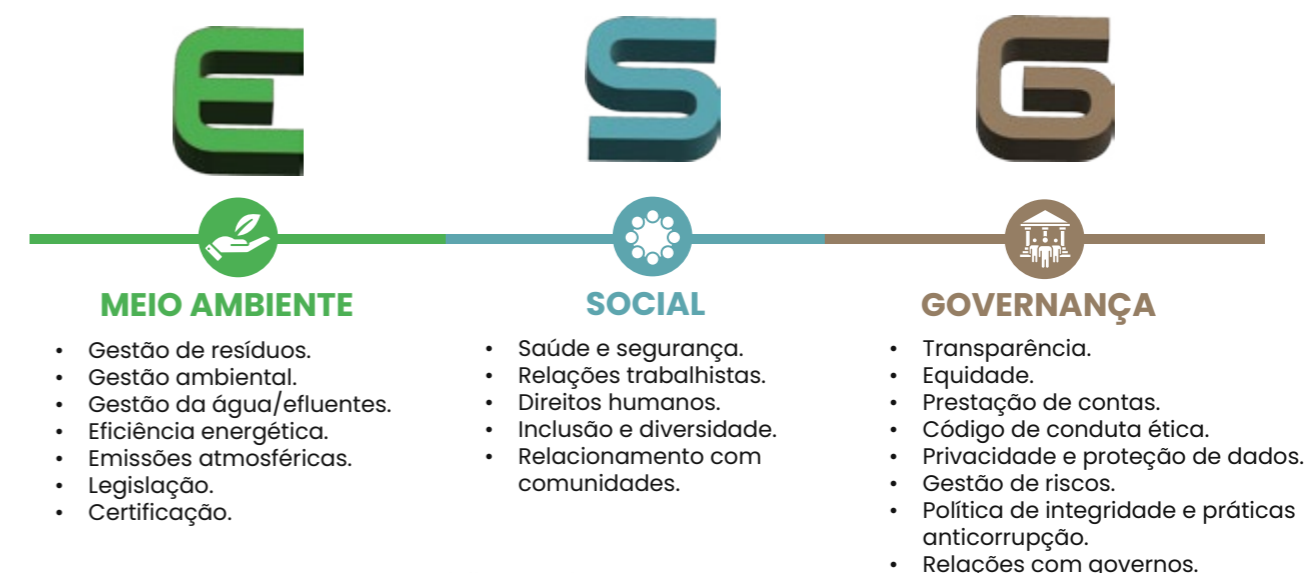 E S G
MEIO AMBIENTE
• Gestão de resíduos.
• Gestão ambiental.
• Gestão da água/efluentes.
• Eficiência energética.
• Emissões atmosféricas.
• Legislação.
• Certificação.
SOCIAL
• Saúde e segurança.
• Relações trabalhistas.
• Direitos humanos.
• Inclusão e diversidade.
• Relacionamento com
comunidades.
GOVERNANÇA
• Transparência.
• Equidade.
• Prestação de contas.
• Código de conduta ética.
• Privacidade e proteção de dados.
• Gestão de riscos.
• Política de integridade e práticas
anticorrupção.
• Relações com governos.